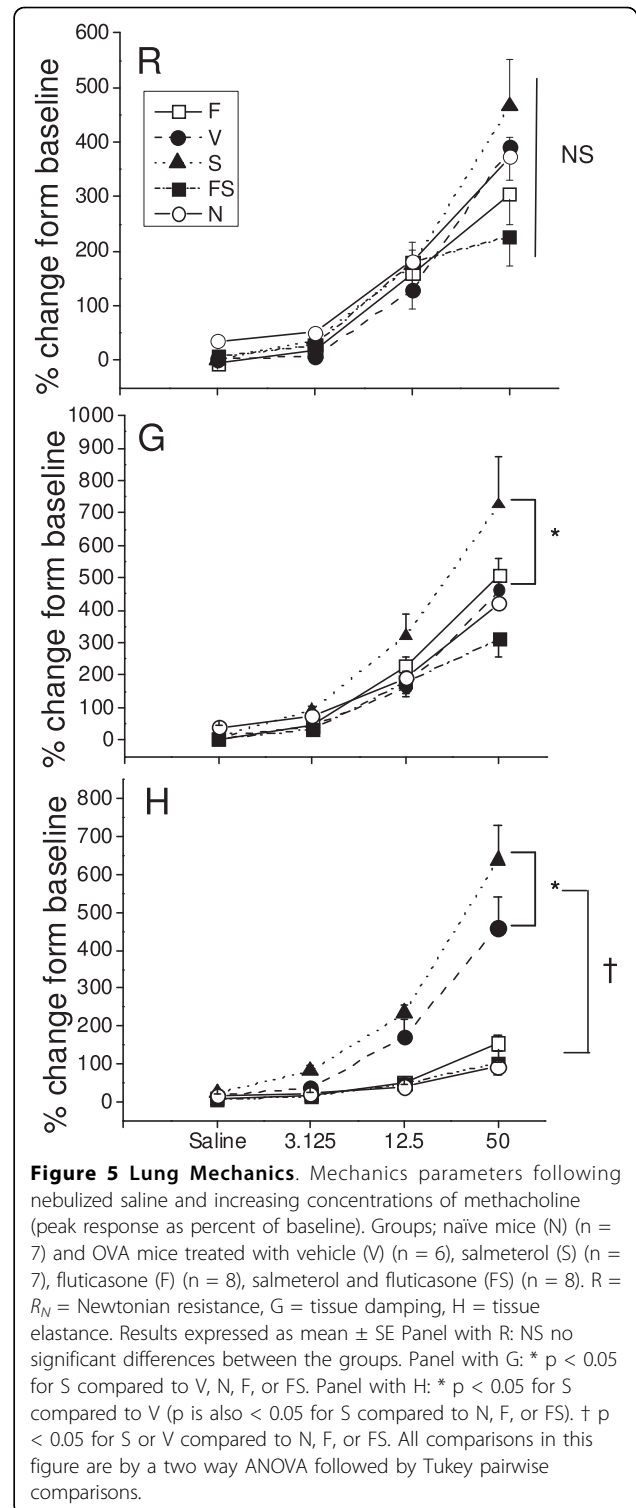 R
600
500
400
300
200
100
0
% change form baseline
F
V
S
FS
N
NS
G
1000
900
800
700
600
500
400
300
200
100
0
% change form baseline
*
H
800
700
600
500
400
300
200
100
0
% change form baseline
*
†
Saline 3.125 12.5 50
Figure 5 Lung Mechanics. Mechanics parameters following
nebulized saline and increasing concentrations of methacholine
(peak response as percent of baseline). Groups; naïve mice (N) (n =
7) and OVA mice treated with vehicle (V) (n = 6), salmeterol (S) (n =
7), fluticasone (F) (n = 8), salmeterol and fluticasone (FS) (n = 8). R =
R_N = Newtonian resistance, G = tissue damping, H = tissue
elastance. Results expressed as mean ± SE Panel with R: NS no
significant differences between the groups. Panel with G: * p < 0.05
for S compared to V, N, F, or FS. Panel with H: * p < 0.05 for S
compared to V (p is also < 0.05 for S compared to N, F, or FS). † p
< 0.05 for S or V compared to N, F, or FS. All comparisons in this
figure are by a two way ANOVA followed by Tukey pairwise
comparisons.